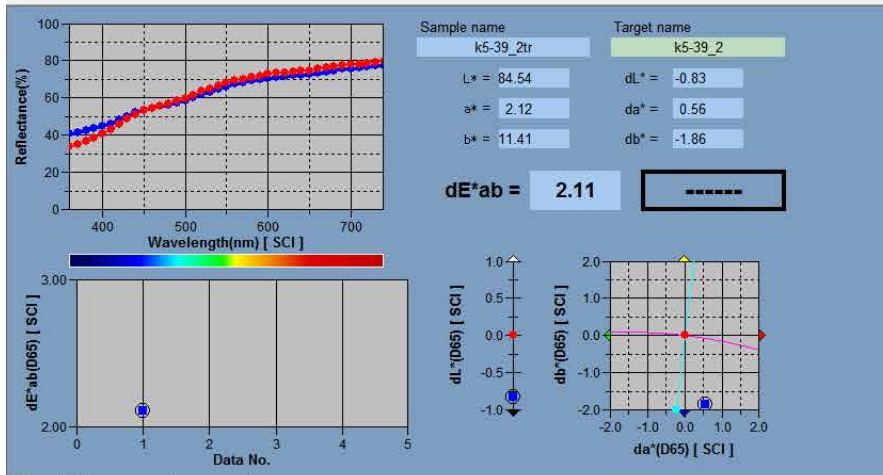 Sample name Target name
k5-39_2tr k5-39_2
L* = 84.54 dL* = -0.83
a* = 2.12 da* = 0.56
b* = 11.41 db* = -1.86
dE*ab = 2.11 ------
100
80
60
40
20
0
Reflectance(%)
400 500 600 700
Wavelength(nm) [ SCI ]
3.00
2.00
dE*ab(D65) [ SCI ]
0 1 2 3 4 5
Data No.
1.0
0.5
0.0
-0.5
-1.0
dL*(D65) [ SCI ]
2.0
1.0
0.0
-1.0
-2.0
db*(D65) [ SCI ]
-2.0 -1.0 0.0 1.0 2.0
da*(D65) [ SCI ]